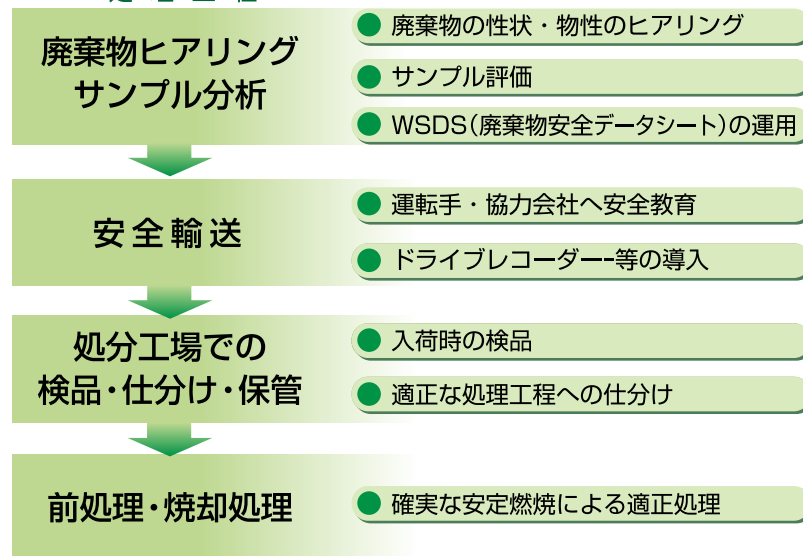 廃棄物ヒアリング
サンプル分析
廃棄物の性状・物性のヒアリング
サンプル評価
WSDS(廃棄物安全データシート)の運用
安全輸送
運転手・協力会社へ安全教育
ドライブレコーダー-等の導入
処分工場での
検品・仕分け・保管
入荷時の検品
適正な処理工程への仕分け
前処理・焼却処理
確実な安定燃焼による適正処理